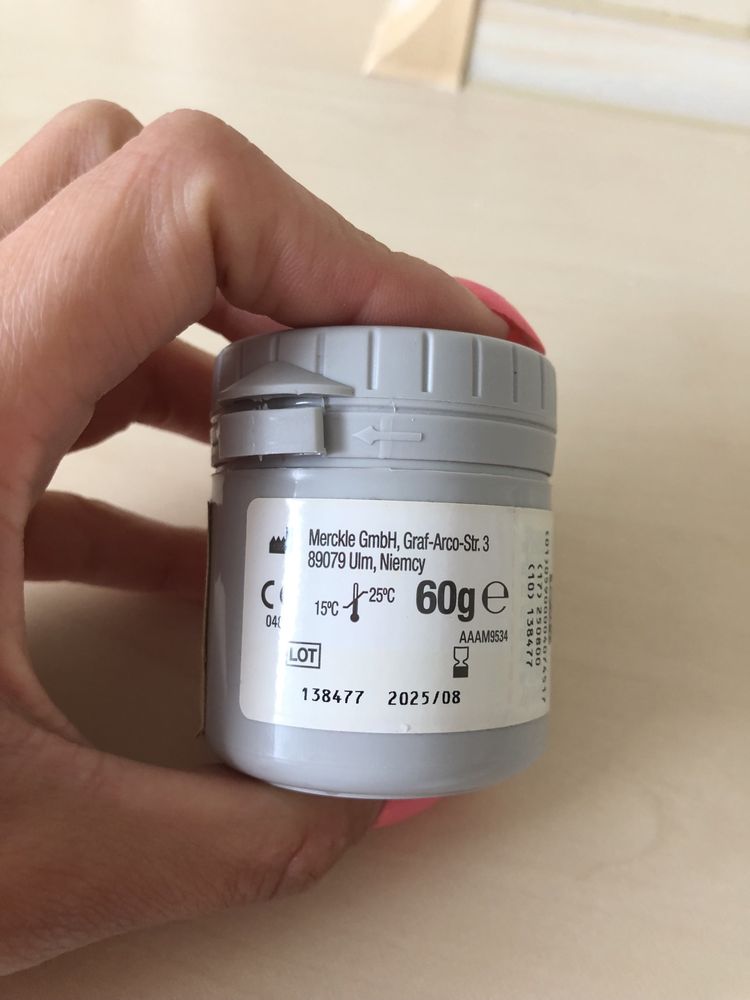 Merckle GmbH, Graf-Arco-Str. 3
89079 Ulm, Niemcy
15ºC 25ºC 60g ℮
AAAM9534
LOT
138477 2025/08
(17) 250800
(10) 138477